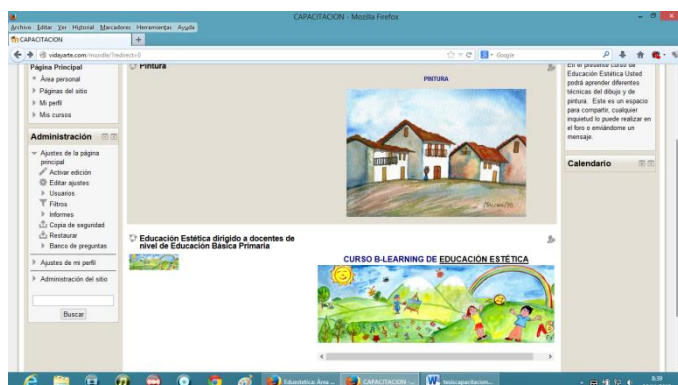 CAPACITACION - Mozilla Firefox
Archivo Editar Ver Historial Marcadores Herramientas Ayuda
CAPACITACION
vidayarte.com/moodle/?redirect=0
Google
Página Principal
Área personal
Páginas del sitio
Mi perfil
Mis cursos
Administración
Ajustes de la página
principal
Activar edición
Editar ajustes
Usuarios
Filtros
Informes
Copia de seguridad
Restaurar
Banco de preguntas
Ajustes de mi perfil
Administración del sitio
Buscar
Pintura
PINTURA
Educación Estética dirigido a docentes de
nivel de Educación Básica Primaria
CURSO B-LEARNING DE EDUCACIÓN ESTÉTICA
En el presente curso de
Educación Estética Usted
podrá aprender diferentes
técnicas del dibujo y de
pintura. Este es un espacio
para compartir, cualquier
inquietud lo puede realizar en
el foro o enviándome un
mensaje.
Calendario
Eduestetica: Área ...
CAPACITACION - ...
tesiscapacitacion...
8:39